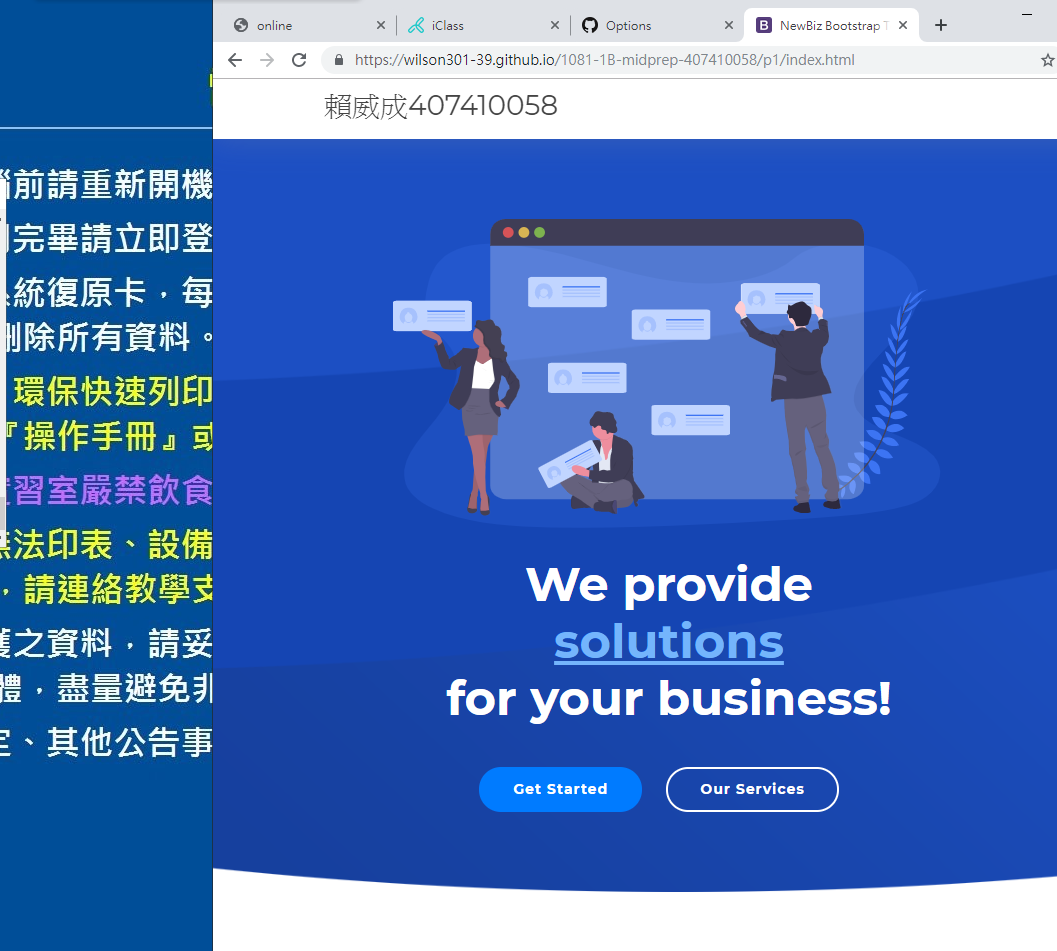 online
iClass
Options
NewBiz Bootstrap T
https://wilson301-39.github.io/1081-1B-midprep-407410058/p1/index.html
賴威成407410058
前請重新開機
完畢請立即登
統復原卡，每
刪除所有資料。
環保快速列印
『操作手冊』或
習室嚴禁飲食
無法印表、設備
，請連絡教學支
護之資料，請妥
體，盡量避免非
定、其他公告事
We provide
solutions
for your business!
Get Started
Our Services